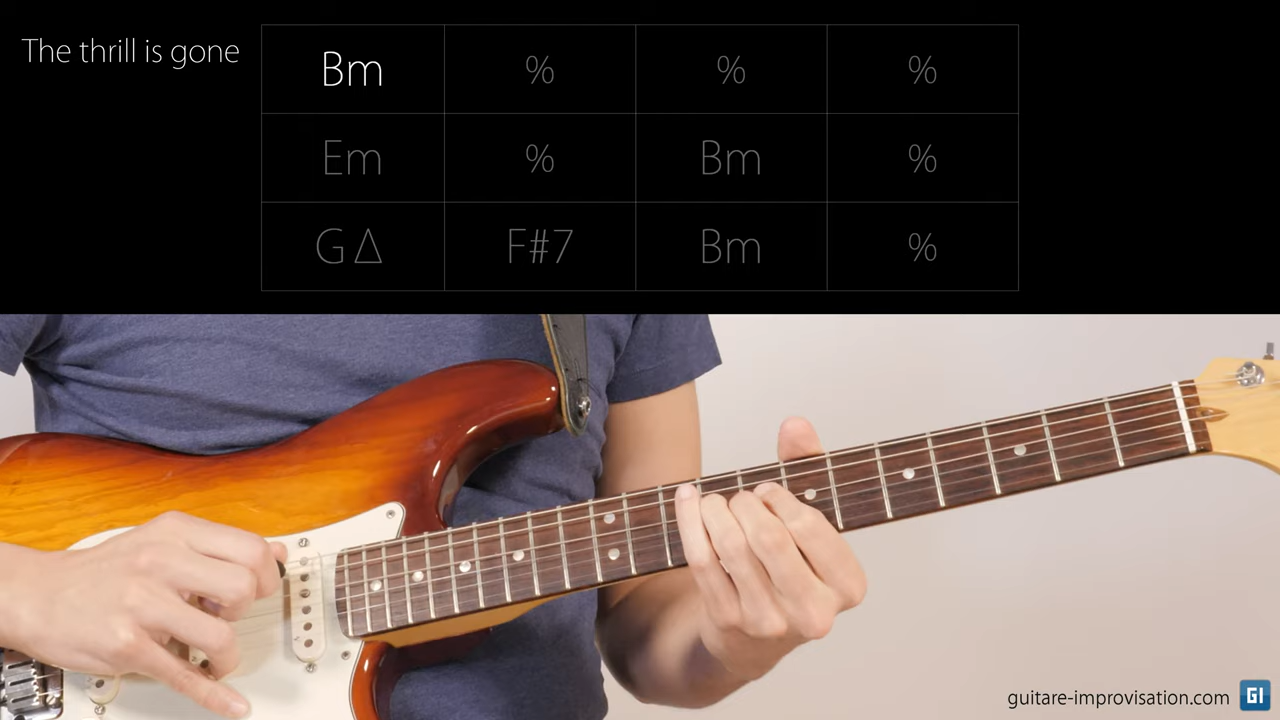 The thrill is gone
Bm % % %
Em % Bm %
G Δ F#7 Bm %
guitare-improvisation.com GI